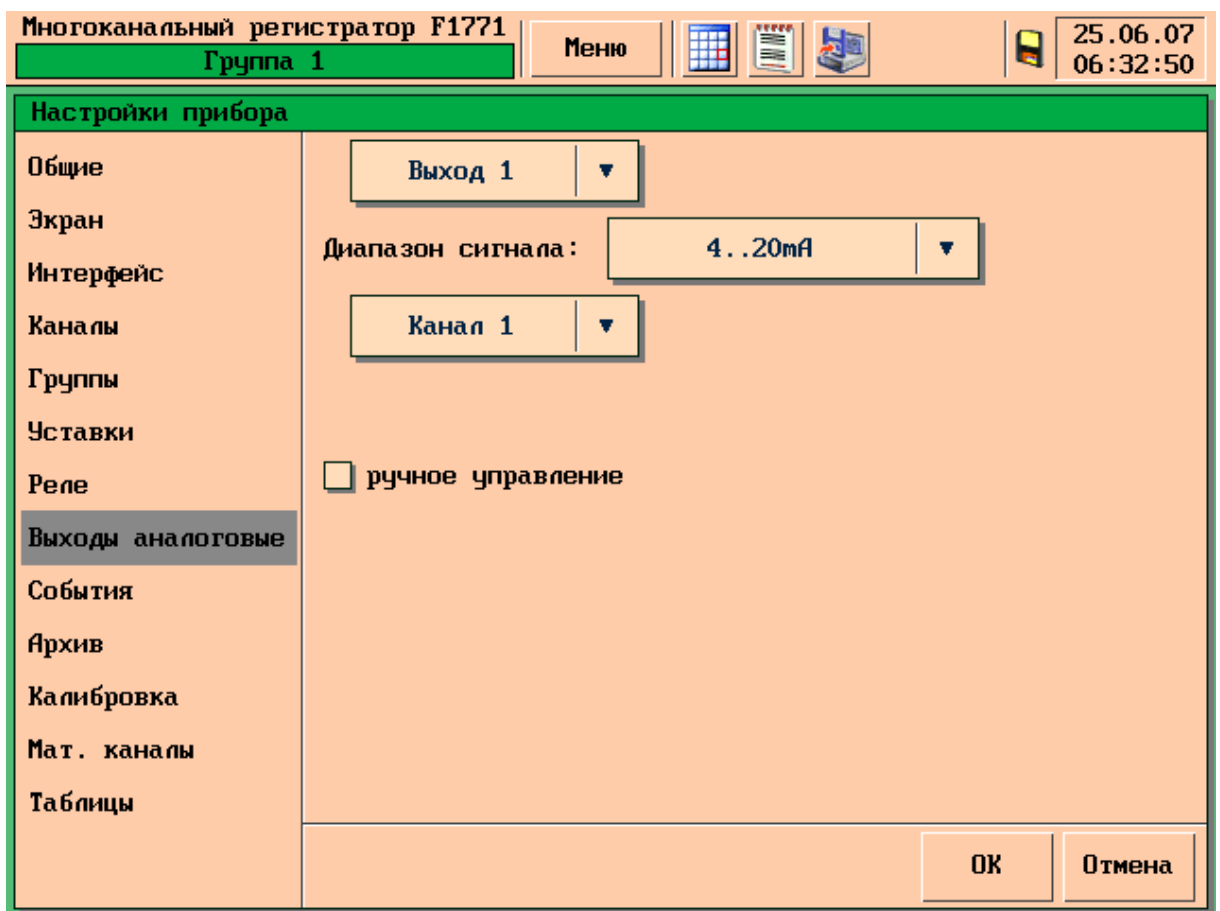 Многоканальный регистратор F1771
Группа 1
Меню
25.06.07
06:32:50
Настройки прибора
Общие
Экран
Интерфейс
Каналы
Группы
Уставки
Реле
Выходы аналоговые
События
Архив
Калибровка
Мат. каналы
Таблицы
Выход 1
Диапазон сигнала: 4..20mA
Канал 1
ручное управление
ОК
Отмена